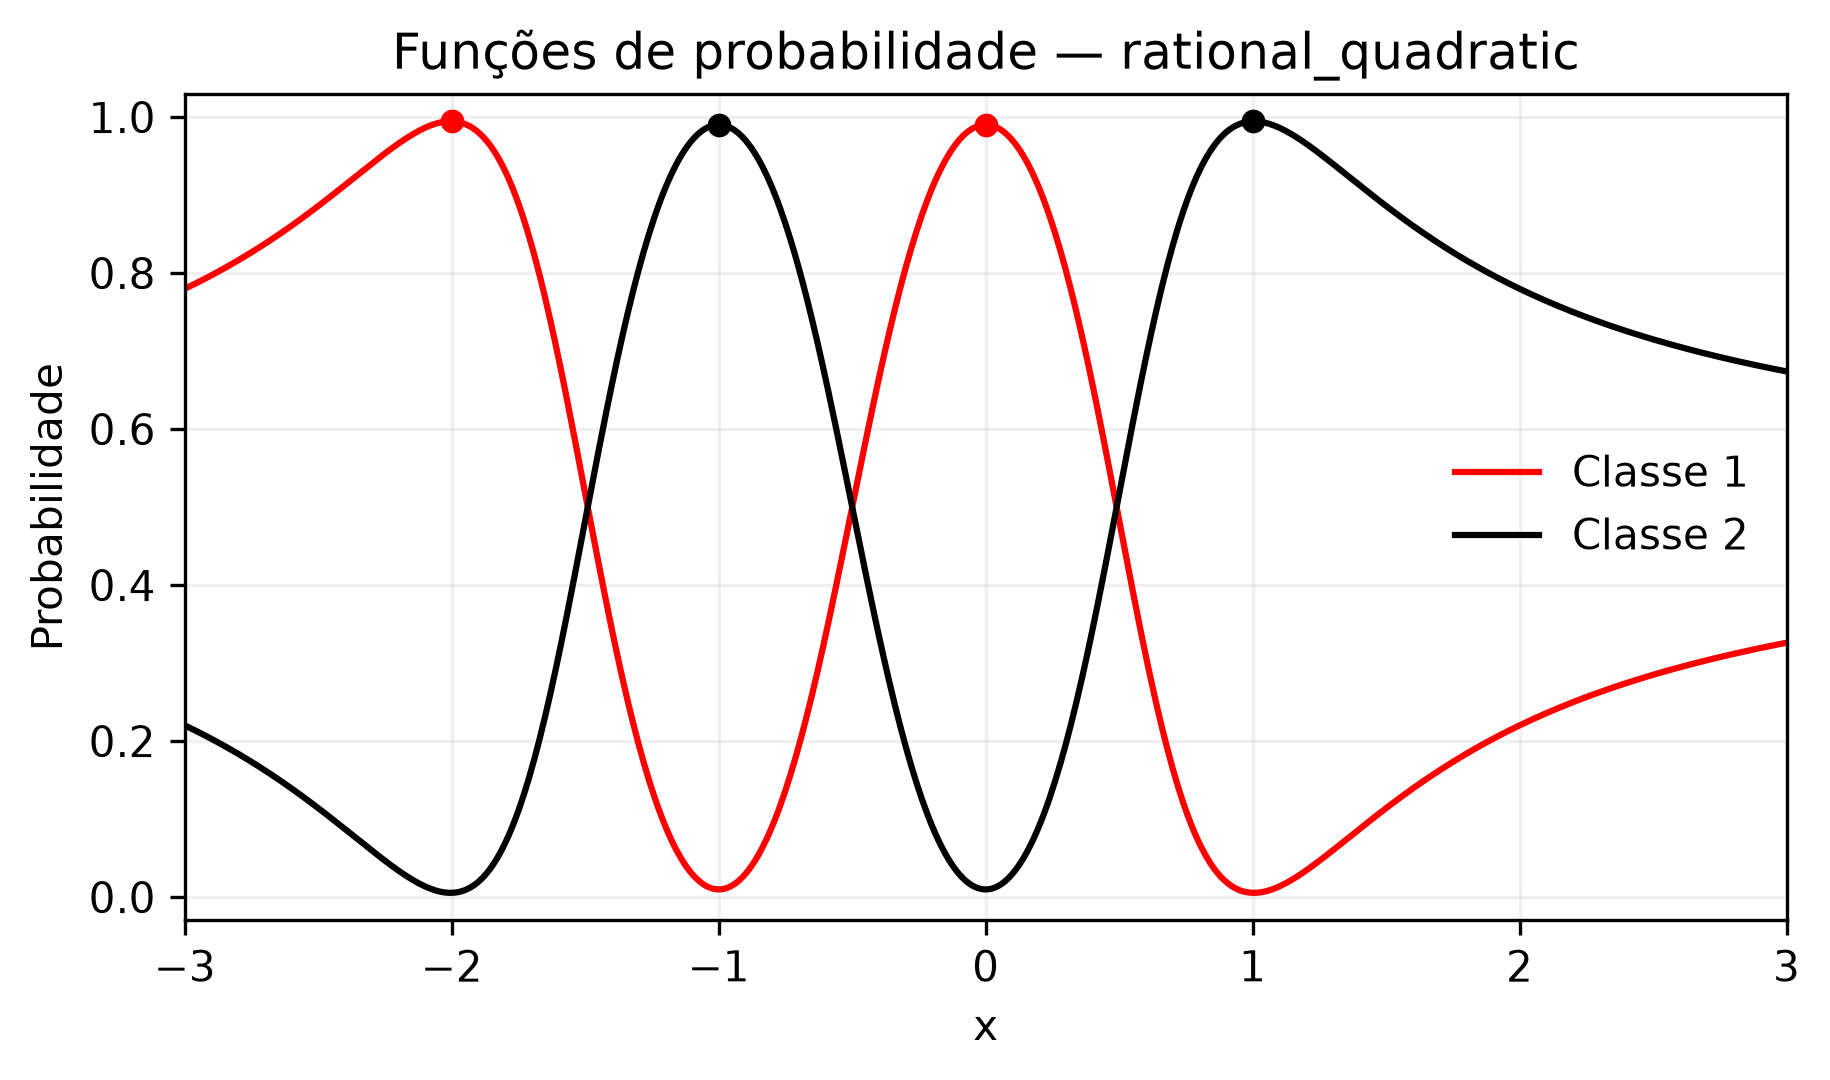 Funções de probabilidade — rational_quadratic
1.0
0.8
0.6
0.4
0.2
0.0
Probabilidade
Classe 1
Classe 2
−3 −2 −1 0 1 2 3
x